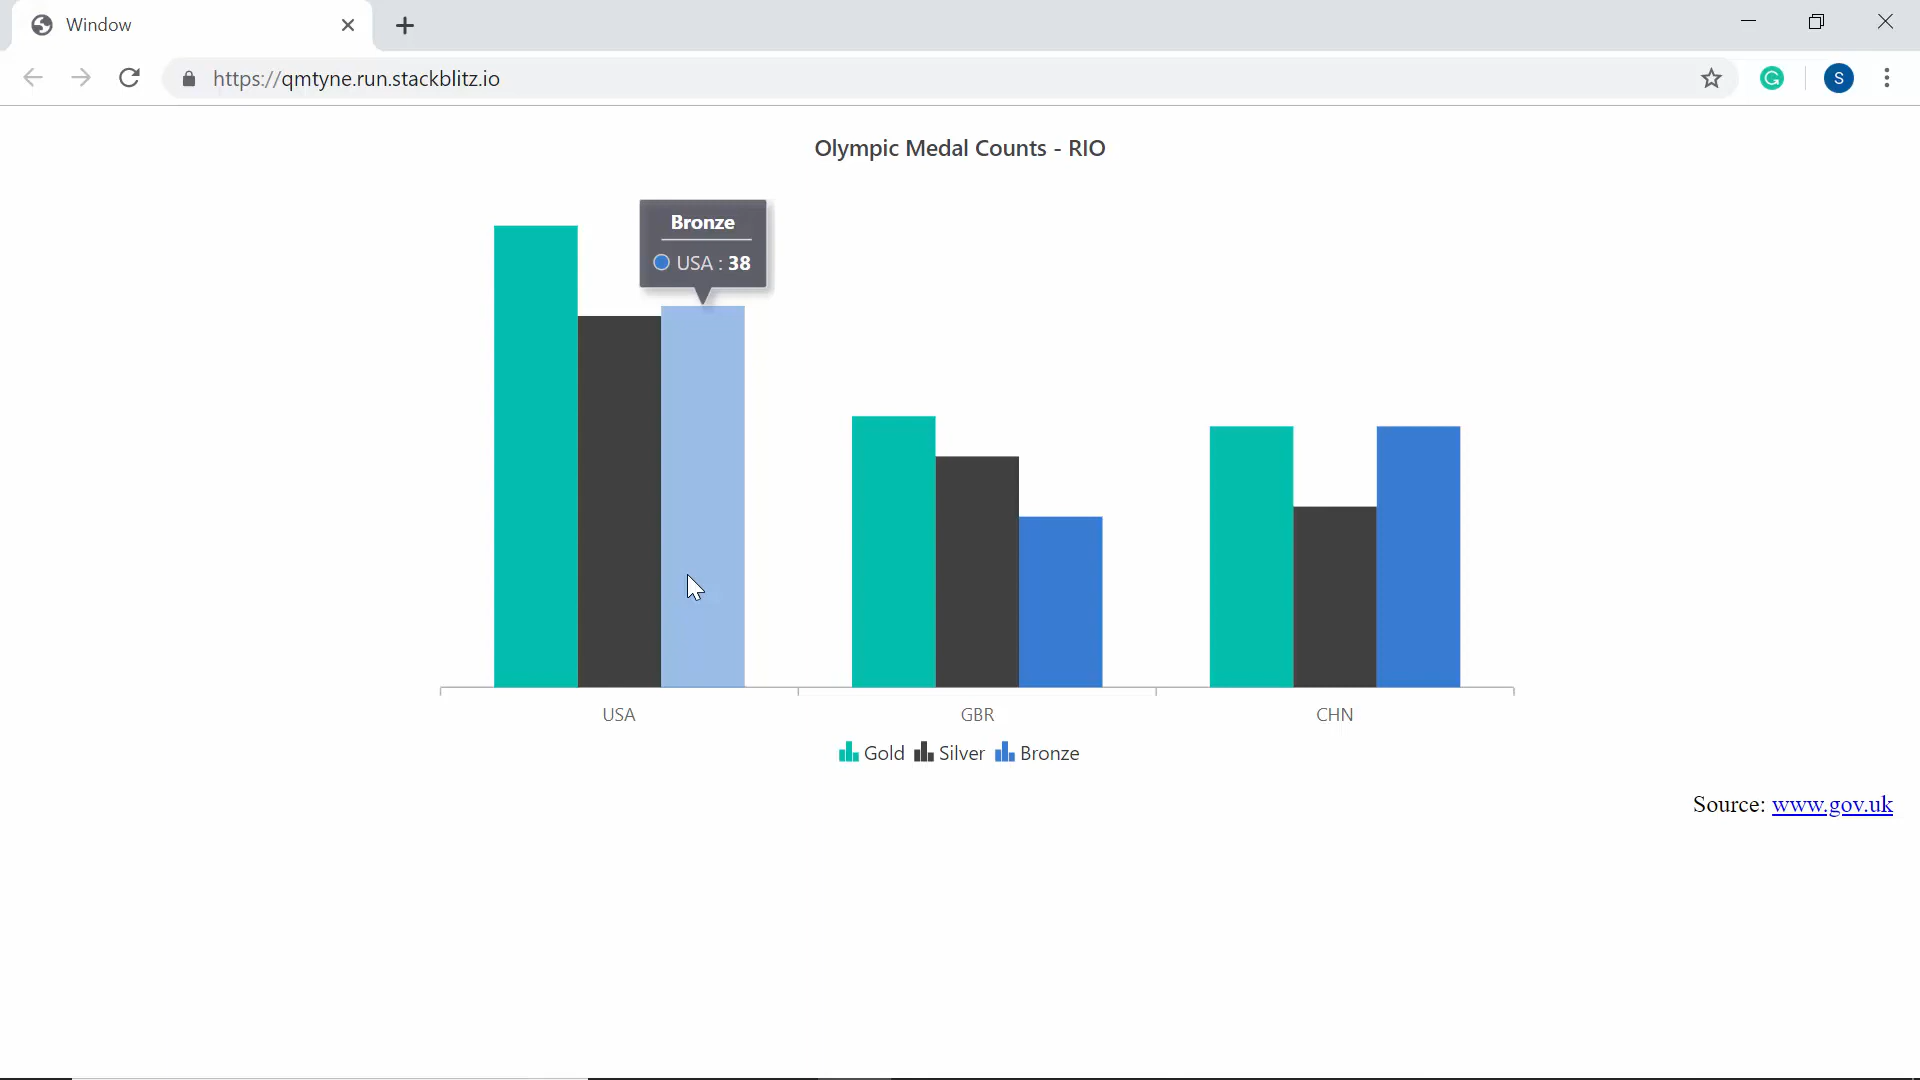 Window
https://qmtyne.run.stackblitz.io
S
Olympic Medal Counts - RIO
Bronze
USA : 38
USA GBR CHN
Gold Silver Bronze
Source: www.gov.uk